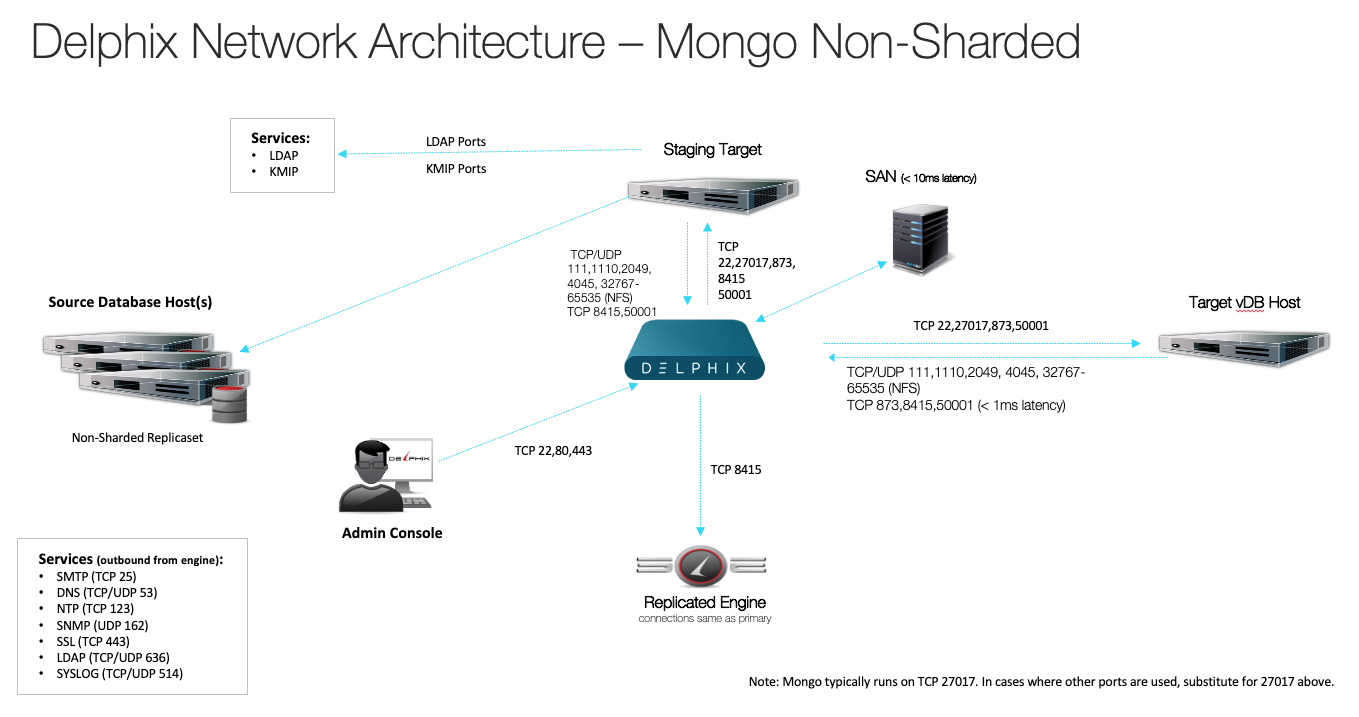 Delphix Network Architecture – Mongo Non-Sharded
Services:
• LDAP
• KMIP
LDAP Ports
KMIP Ports
Staging Target
SAN (< 10ms latency)
TCP/UDP
111,1110,2049,
4045, 32767-
65535 (NFS)
TCP 8415,50001
TCP
22,27017,873,
8415
50001
Source Database Host(s)
Non-Sharded Replicaset
DELPHIX
Target vDB Host
TCP 22,27017,873,50001
TCP/UDP 111,1110,2049, 4045, 32767-
65535 (NFS)
TCP 873,8415,50001 (< 1ms latency)
DELPHIX
TCP 22,80,443
Admin Console
TCP 8415
Replicated Engine
connections same as primary
Services (outbound from engine):
• SMTP (TCP 25)
• DNS (TCP/UDP 53)
• NTP (TCP 123)
• SNMP (UDP 162)
• SSL (TCP 443)
• LDAP (TCP/UDP 636)
• SYSLOG (TCP/UDP 514)
Note: Mongo typically runs on TCP 27017. In cases where other ports are used, substitute for 27017 above.